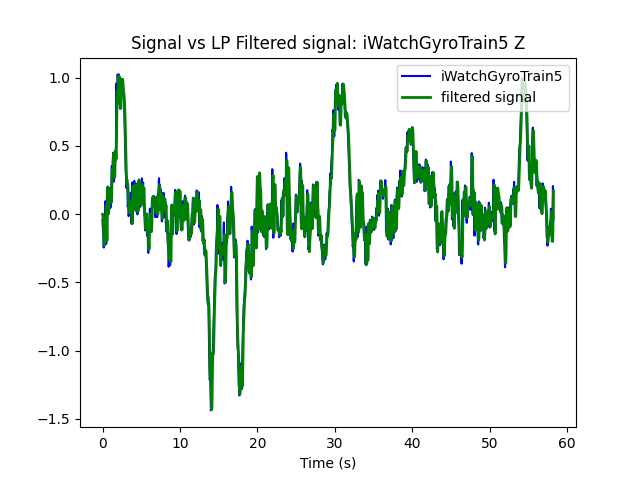 Signal vs LP Filtered signal: iWatchGyroTrain5 Z
iWatchGyroTrain5
filtered signal
1.0
0.5
0.0
−0.5
−1.0
−1.5
0 10 20 30 40 50 60
Time (s)